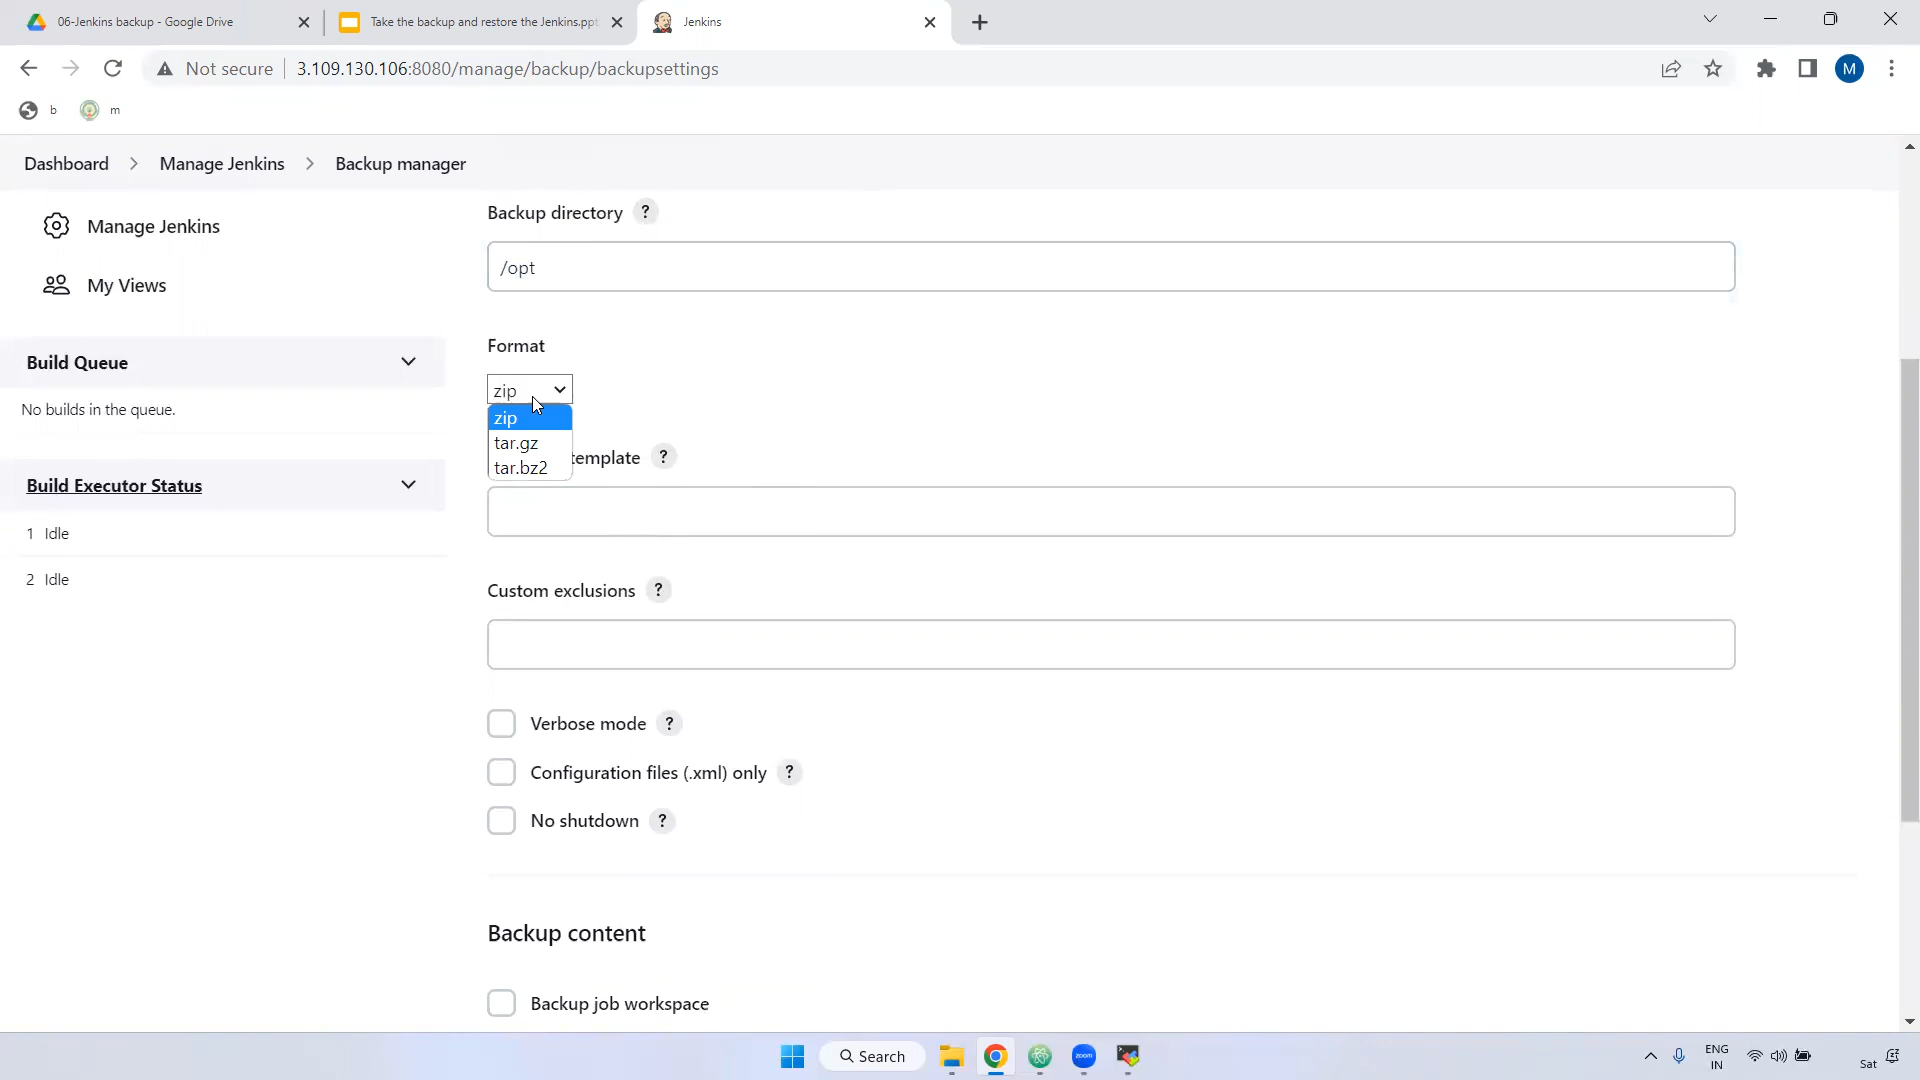 06-Jenkins backup - Google Drive
Take the backup and restore the Jenkins.ppt
Jenkins
Not secure
3.109.130.106:8080/manage/backup/backupsettings
M
b
m
Dashboard
Manage Jenkins
Backup manager
Manage Jenkins
My Views
Build Queue
No builds in the queue.
Build Executor Status
1 Idle
2 Idle
Backup directory ?
/opt
Format
zip
zip
tar.gz
tar.bz2
template ?
Custom exclusions ?
Verbose mode ?
Configuration files (.xml) only ?
No shutdown ?
Backup content
Backup job workspace
Search
zoom
ENG
IN
Sat